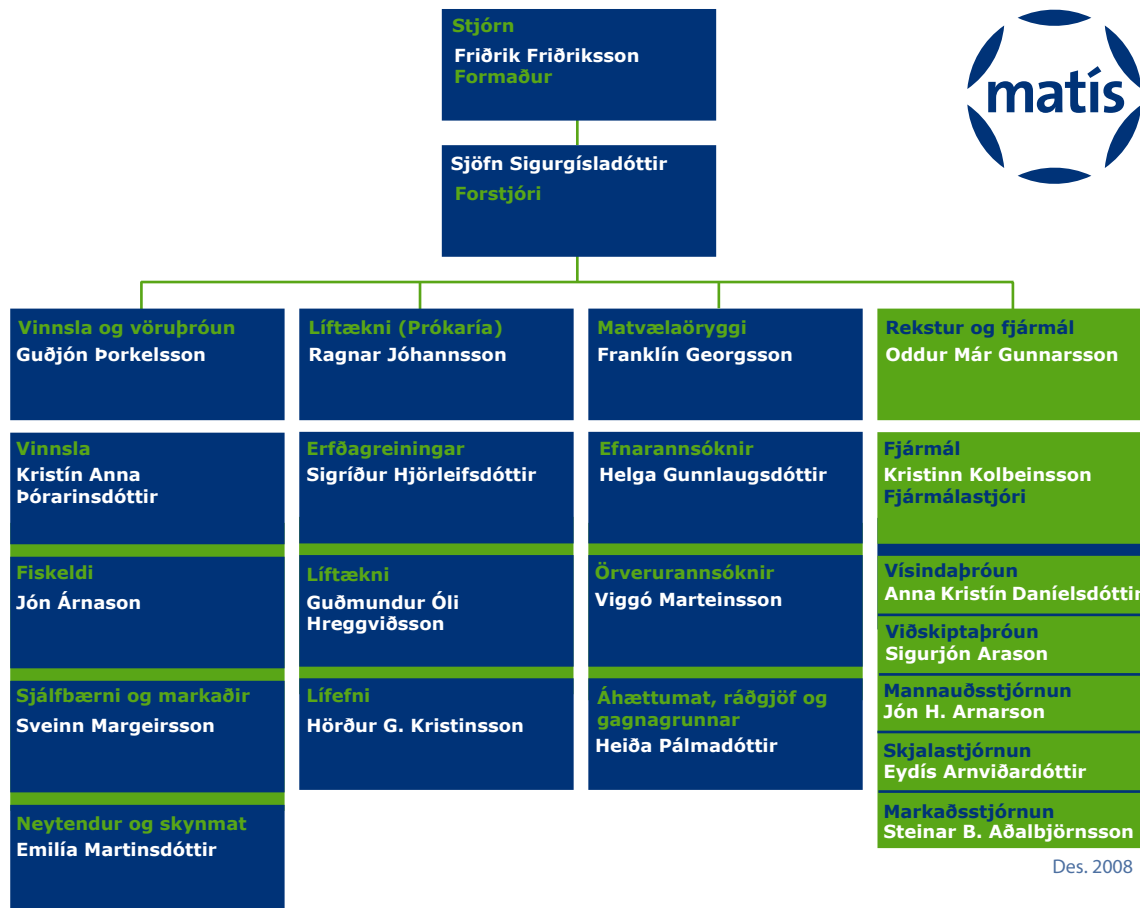 Stjórn
Friðrik Friðriksson
Formaður
matís
Sjöfn Sigurgísladóttir
Forstjóri
Vinnsla og vöruþróun
Guðjón Þorkelsson
Líftækni (Prókaría)
Ragnar Jóhannsson
Matvælaöryggi
Franklín Georgsson
Rekstur og fjármál
Oddur Már Gunnarsson
Vinnsla
Kristín Anna
Þórarinsdóttir
Fiskeldi
Jón Árnason
Sjálfbærni og markaðir
Sveinn Margeirsson
Neytendur og skynmat
Emilía Martinsdóttir
Erfðagreiningar
Sigríður Hjörleifsdóttir
Líftækni
Guðmundur Óli
Hreggviðsson
Lífefni
Hörður G. Kristinsson
Efnarannsóknir
Helga Gunnlaugsdóttir
Örverurannsóknir
Viggó Marteinsson
Áhættumat, ráðgjöf og
gagnagrunnar
Heiða Pálmadóttir
Fjármál
Kristinn Kolbeinsson
Fjármálastjóri
Vísindaþróun
Anna Kristín Daníelsdóttir
Viðskiptaþróun
Sigurjón Arason
Mannauðsstjórnun
Jón H. Arnarson
Skjalastjórnun
Eydís Arnviðardóttir
Markaðsstjórnun
Steinar B. Aðalbjörnsson
Des. 2008